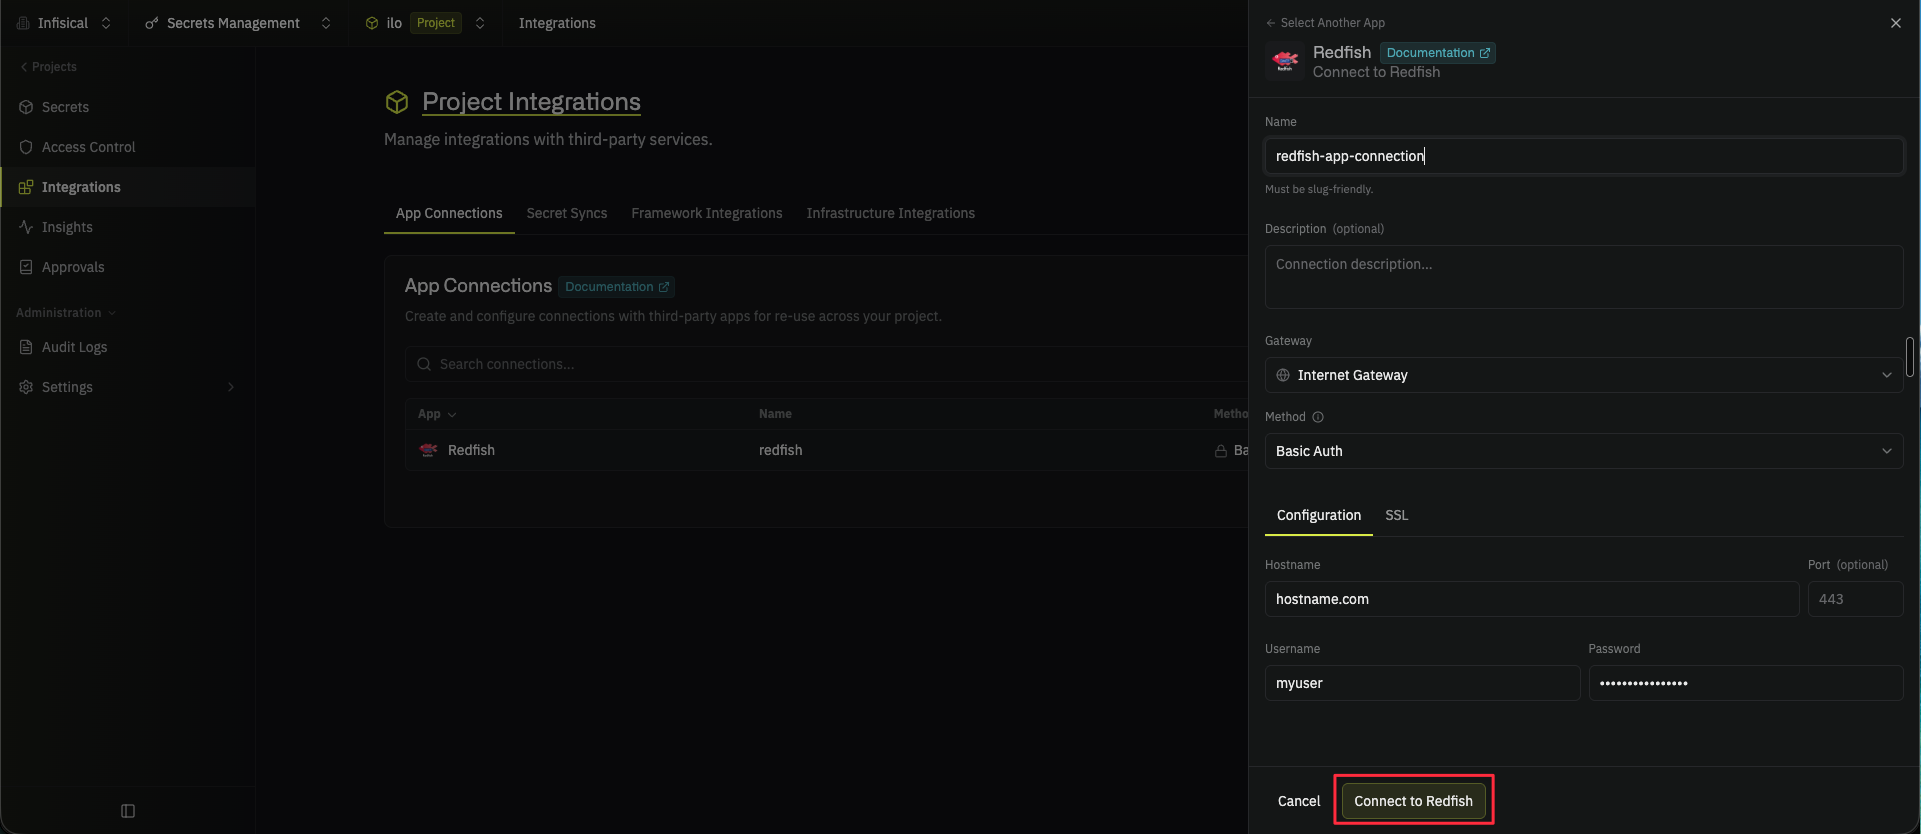 Infisical
Secrets Management
ilo Project
Integrations
Projects
Secrets
Access Control
Integrations
Insights
Approvals
Administration
Audit Logs
Settings
Project Integrations
Manage integrations with third-party services.
App Connections Secret Syncs Framework Integrations Infrastructure Integrations
App Connections Documentation
Create and configure connections with third-party apps for re-use across your project.
Search connections...
App Name Metho
Redfish redfish Ba
Select Another App
Redfish Documentation
Connect to Redfish
Name
redfish-app-connection
Must be slug-friendly.
Description (optional)
Connection description...
Gateway
Internet Gateway
Method
Basic Auth
Configuration SSL
Hostname Port (optional)
hostname.com 443
Username Password
myuser ••••••••••••••••
Cancel Connect to Redfish